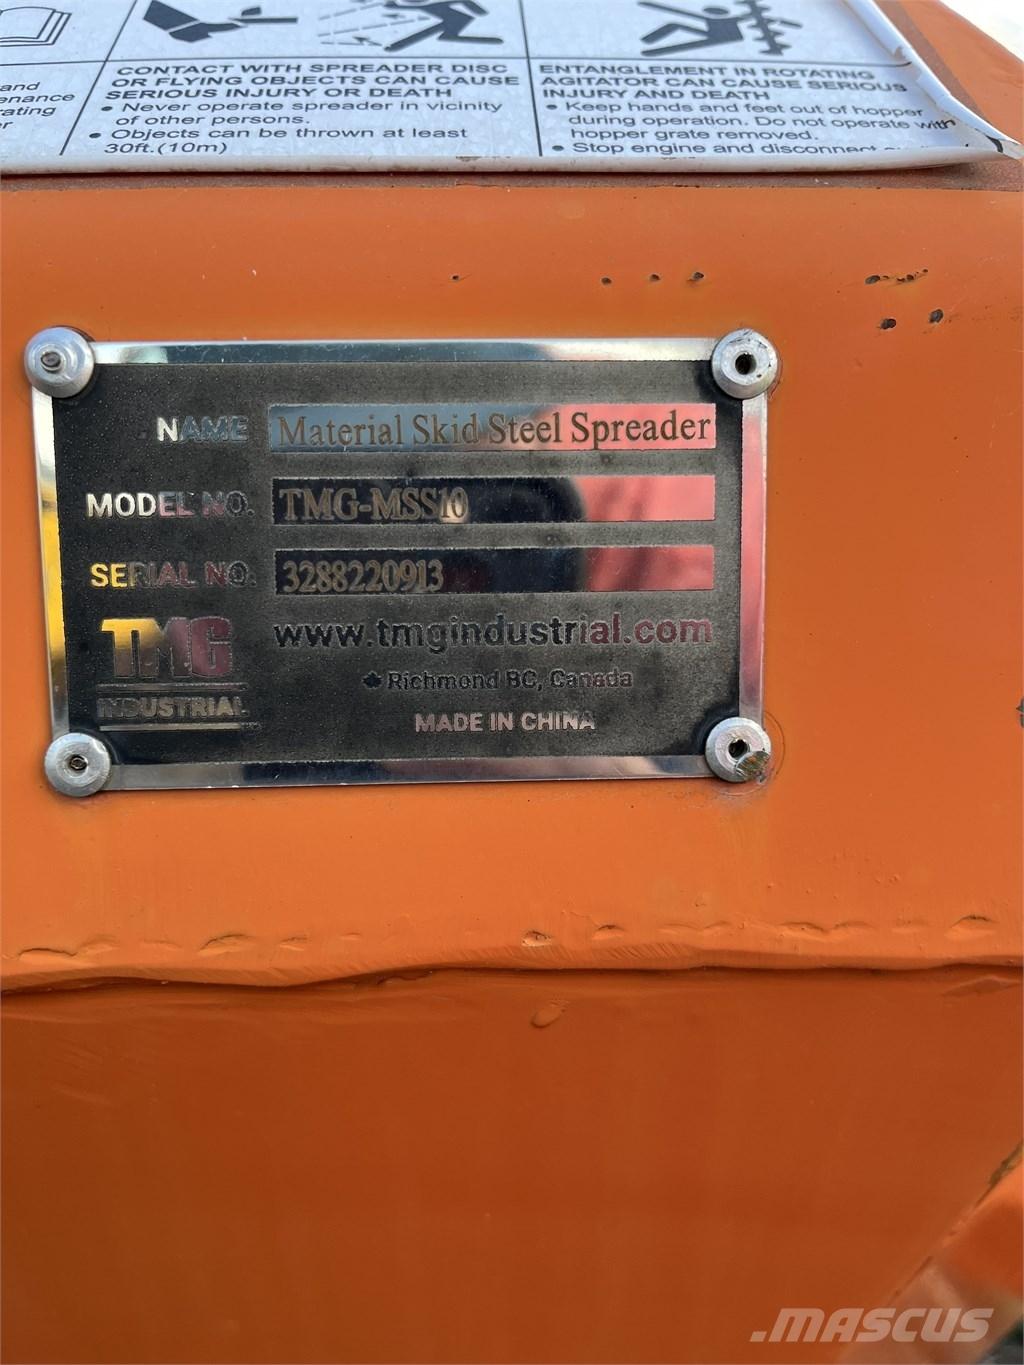 and
enance
rating
r
CONTACT WITH SPREADER DISC
OR FLYING OBJECTS CAN CAUSE
SERIOUS INJURY OR DEATH
• Never operate spreader in vicinity
of other persons.
• Objects can be thrown at least
30ft.(10m)
ENTANGLEMENT IN ROTATING
AGITATOR CAN CAUSE SERIOUS
INJURY AND DEATH
• Keep hands and feet out of hopper
during operation. Do not operate with
hopper grate removed.
• Stop engine and disconnect
NAME Material Skid Steel Spreader
MODEL NO. TMG-MSS10
SERIAL NO. 3288220913
TMG
INDUSTRIAL
www.tmgindustrial.com
Richmond BC, Canada
MADE IN CHINA
MASCUS